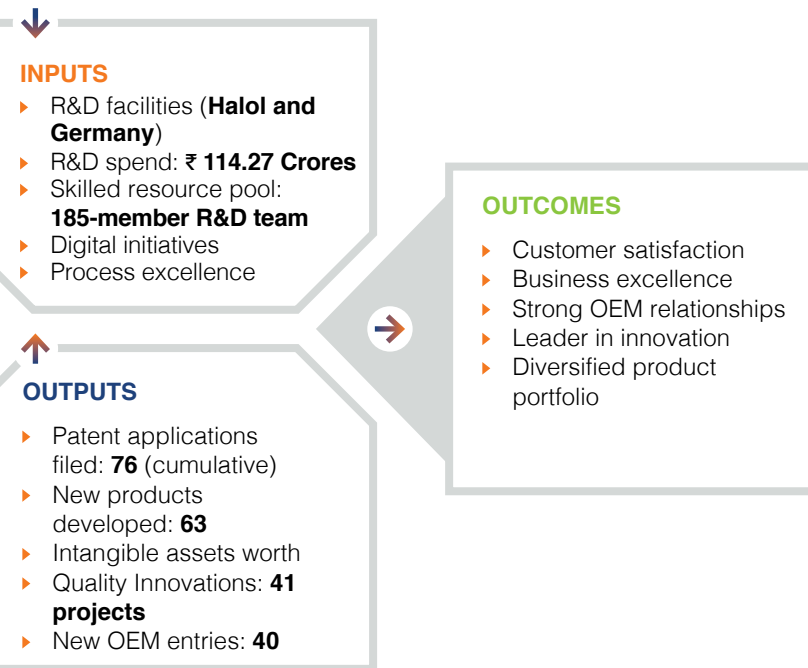 INPUTS
R&D facilities (Halol and
Germany)
R&D spend: ₹ 114.27 Crores
Skilled resource pool:
185-member R&D team
Digital initiatives
Process excellence
OUTPUTS
Patent applications
filed: 76 (cumulative)
New products
developed: 63
Intangible assets worth
Quality Innovations: 41
projects
New OEM entries: 40
OUTCOMES
Customer satisfaction
Business excellence
Strong OEM relationships
Leader in innovation
Diversified product
portfolio